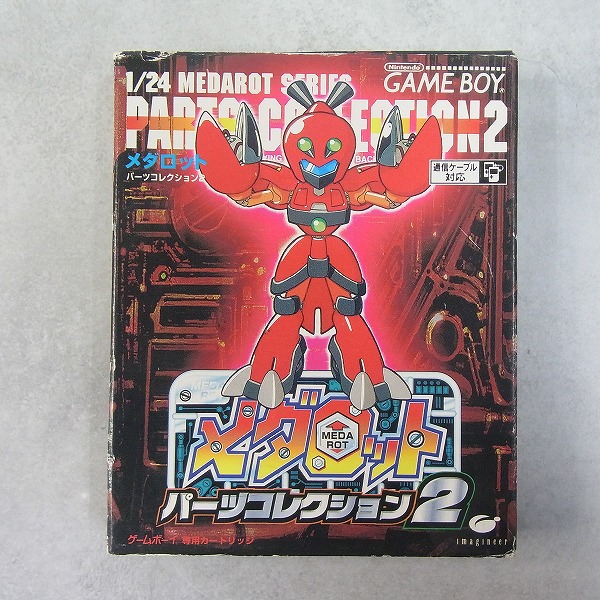 Nintendo
GAME BOY
1/24 MEDAROT SERIES
PARTS COLLECTION2
メダロット
パーツコレクション2
BAC
通信ケーブル
対応
MEDA
メダロット
MEDA
ROT
パーツコレクション2
ゲームボーイ専用カートリッジ
imagineer